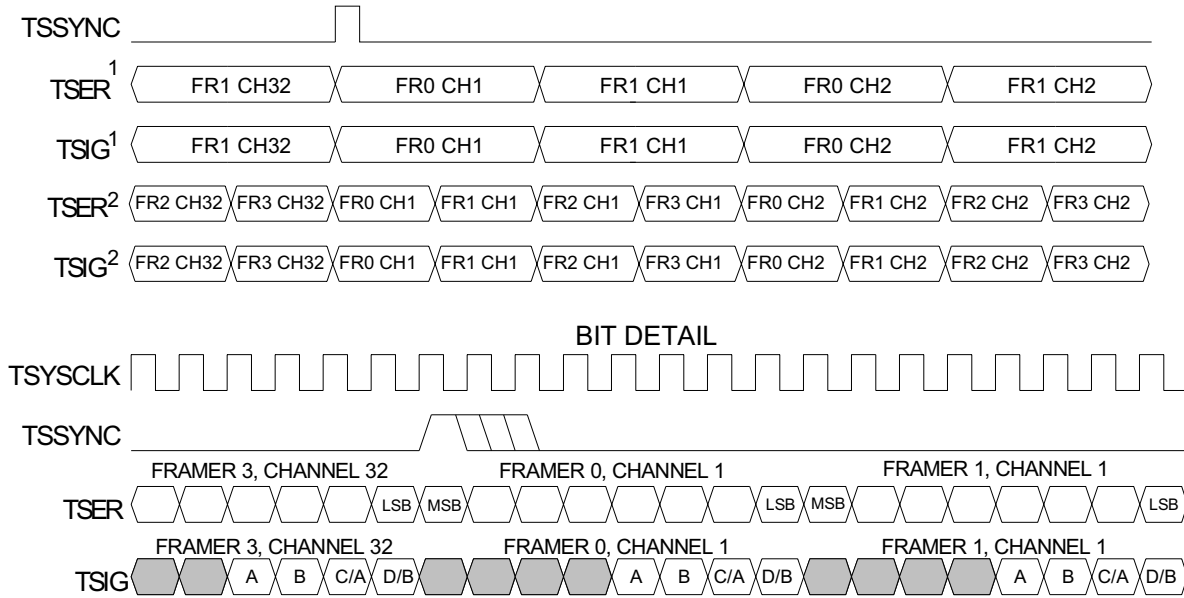 TSSYNC
TSER1 FR1 CH32 FR0 CH1 FR1 CH1 FR0 CH2 FR1 CH2
TSIG1 FR1 CH32 FR0 CH1 FR1 CH1 FR0 CH2 FR1 CH2
TSER2 FR2 CH32 FR3 CH32 FR0 CH1 FR1 CH1 FR2 CH1 FR3 CH1 FR0 CH2 FR1 CH2 FR2 CH2 FR3 CH2
TSIG2 FR2 CH32 FR3 CH32 FR0 CH1 FR1 CH1 FR2 CH1 FR3 CH1 FR0 CH2 FR1 CH2 FR2 CH2 FR3 CH2
BIT DETAIL
TSYSCLK
TSSYNC
FRAMER 3, CHANNEL 32 FRAMER 0, CHANNEL 1 FRAMER 1, CHANNEL 1
TSER LSB MSB LSB MSB LSB
FRAMER 3, CHANNEL 32 FRAMER 0, CHANNEL 1 FRAMER 1, CHANNEL 1
TSIG A B C/A D/B A B C/A D/B A B C/A D/B